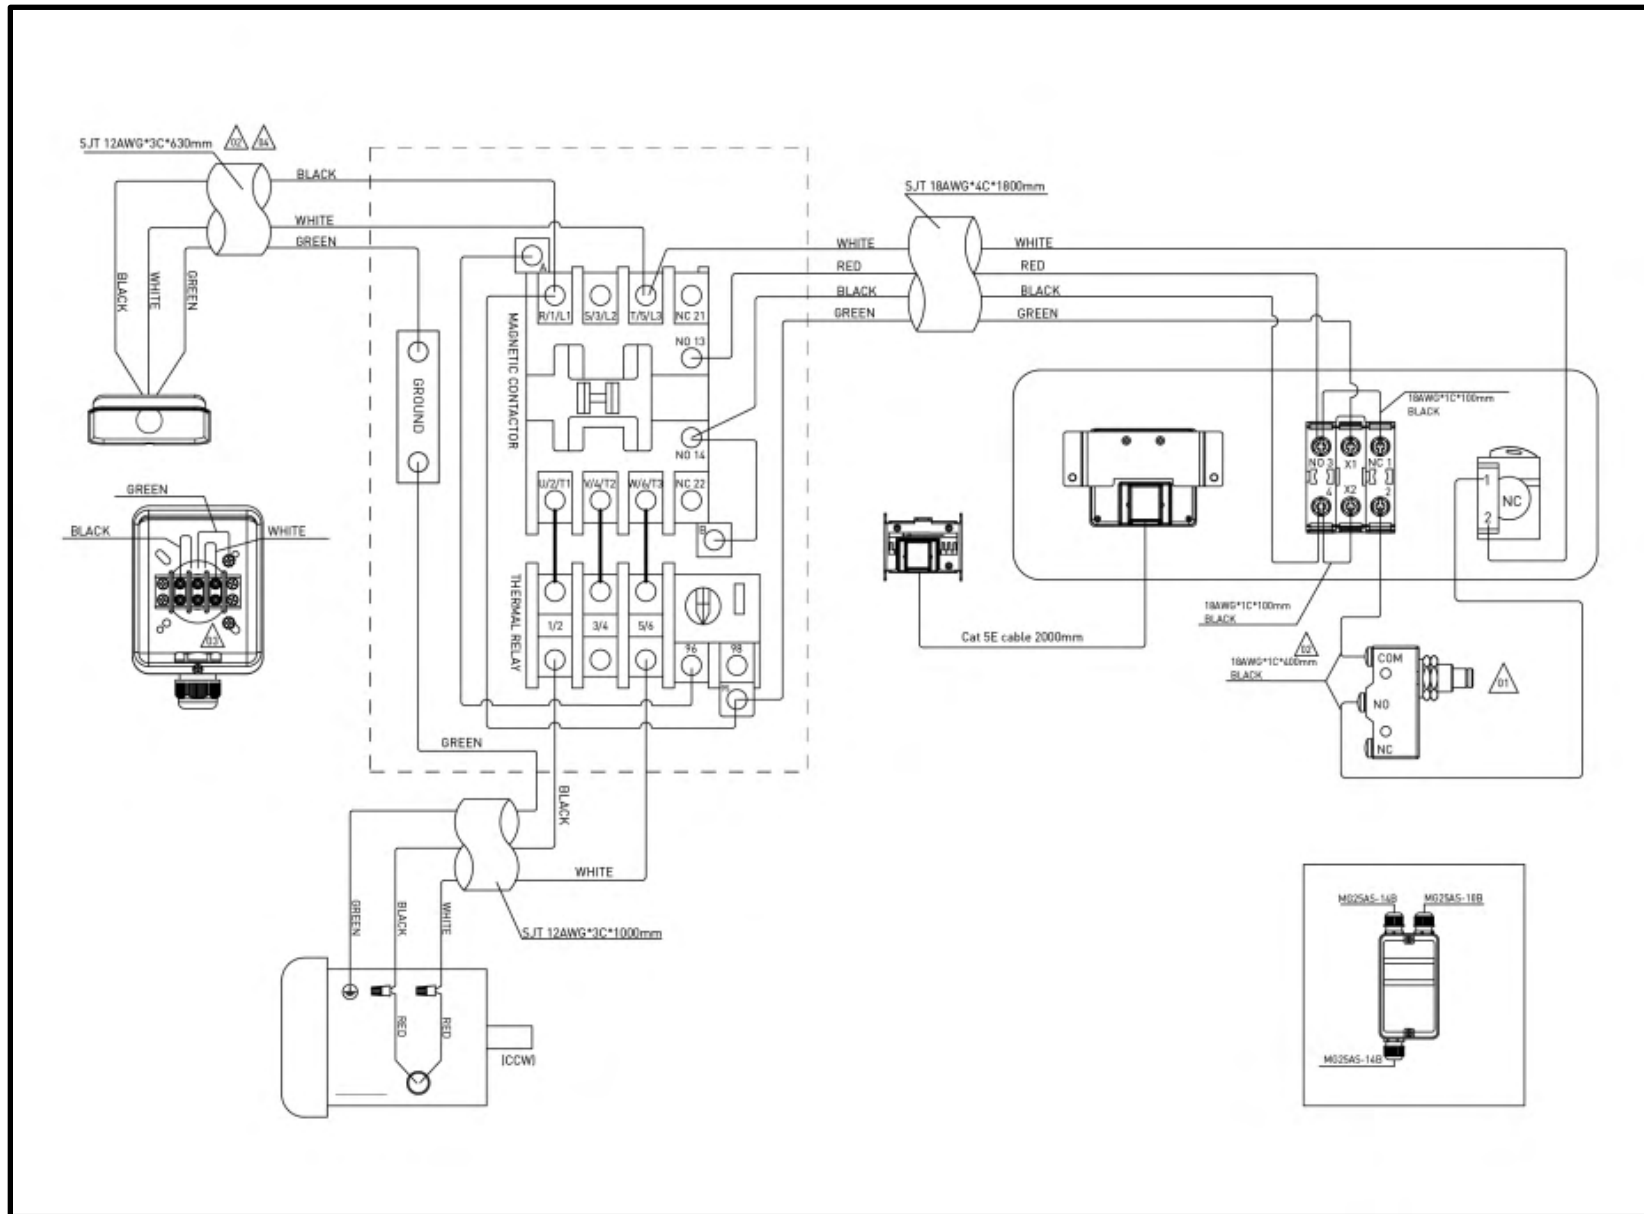 SJT 12AWG*3C*630mm
02
04
BLACK
WHITE
GREEN
BLACK
WHITE
GREEN
SJT 18AWG*4C*1800mm
WHITE
RED
BLACK
GREEN
WHITE
RED
BLACK
GREEN
A
R/1/L1
S/3/L2
T/5/L3
NC 21
NO 13
MAGNETIC CONTACTOR
GROUND
NO 14
U/2/T1
V/4/T2
W/6/T3
NC 22
B
THERMAL RELAY
1/2
3/4
5/6
96
98
M
18AWG*1C*100mm
BLACK
NO 3
X1
NC 1
4
X2
2
1
2
NC
GREEN
BLACK
WHITE
03
Cat 5E cable 2000mm
18AWG*1C*100mm
BLACK
02
18AWG*1C*400mm
BLACK
COM
NO
NC
01
GREEN
BLACK
WHITE
GREEN
BLACK
WHITE
SJT 12AWG*3C*1000mm
RED
RED
(CCW)
MG25AS-14B
MG25AS-10B
MG25AS-14B